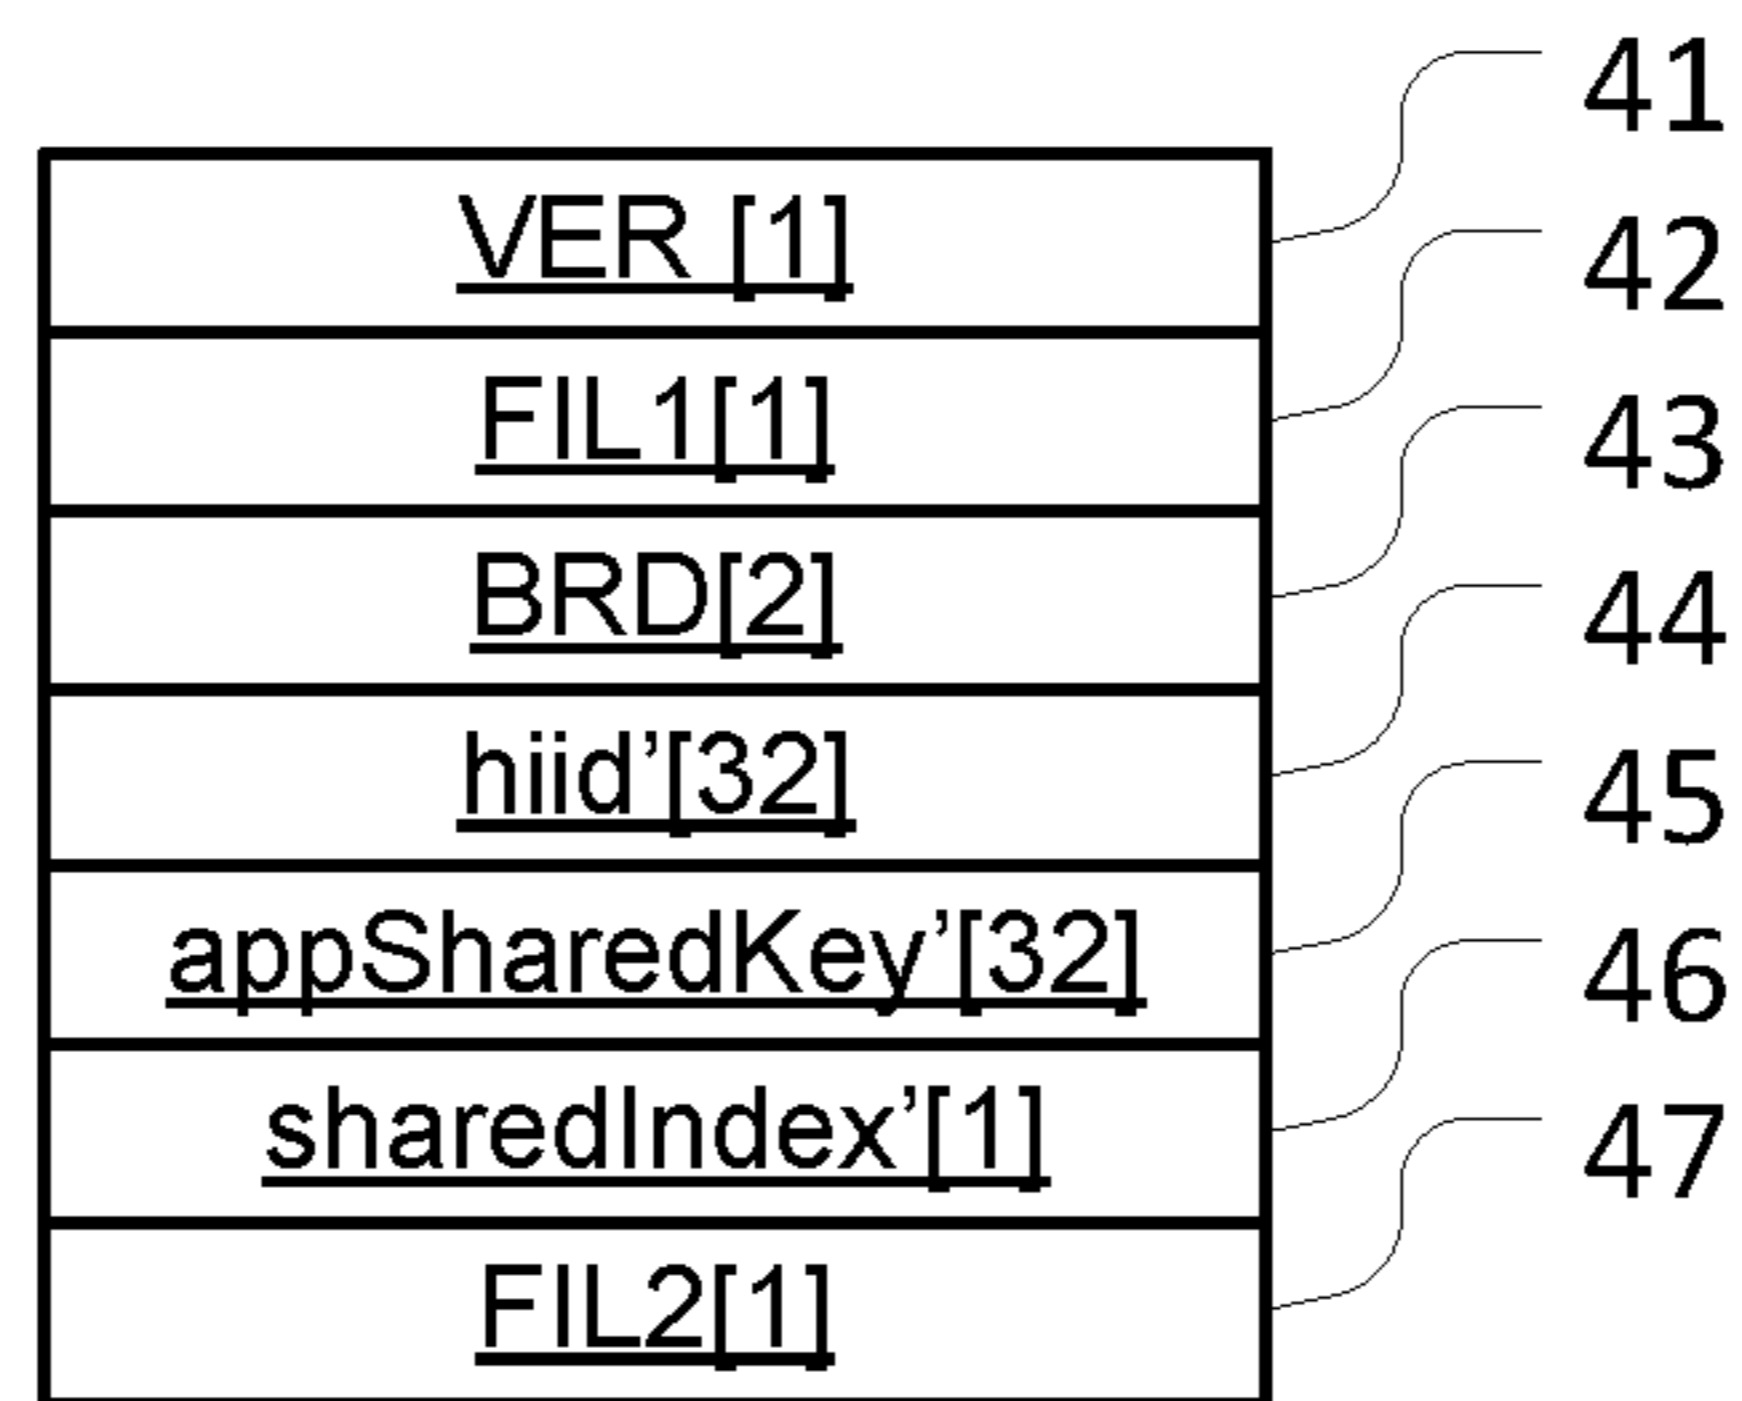 41
VER [1]
42
FIL1[1]
43
BRD[2]
44
hiid’[32]
45
appSharedKey’[32]
46
sharedIndex’[1]
47
FIL2[1]